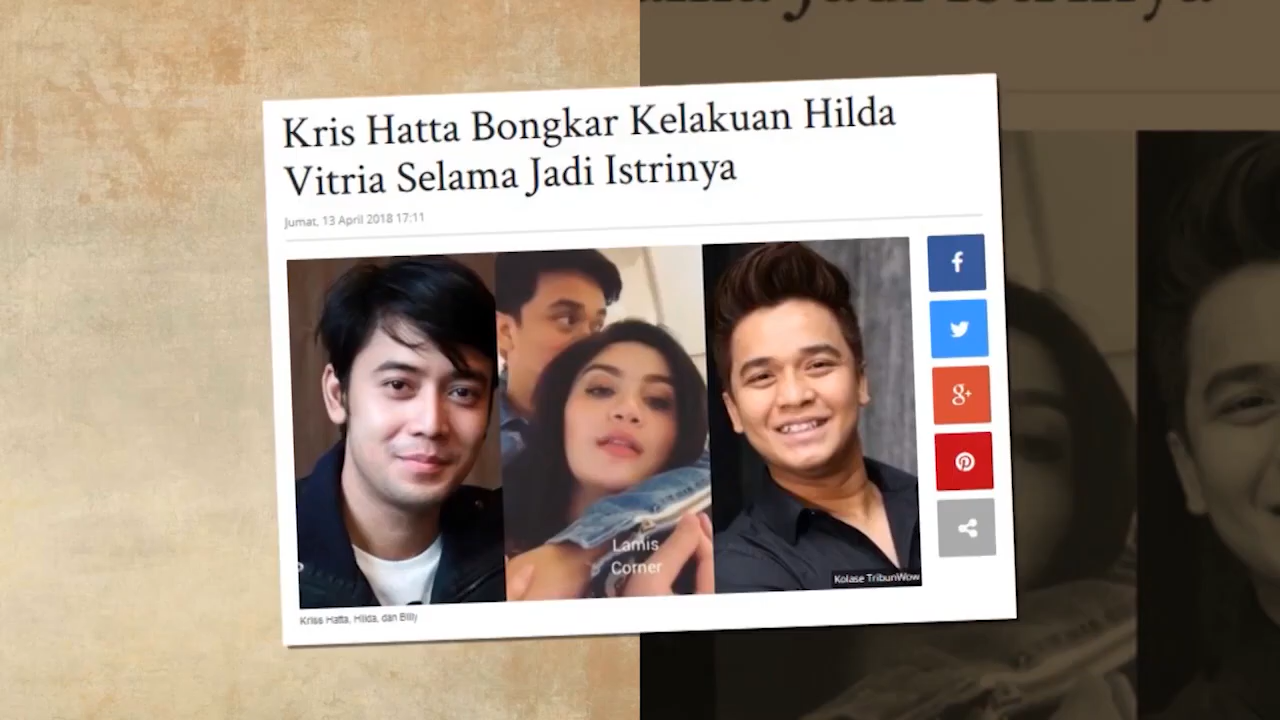 Kris Hatta Bongkar Kelakuan Hilda
Vitria Selama Jadi Istrinya
Jumat, 13 April 2018 17:11
f
g+
Lamis
Corner
Kolase TribunWow
Kriss Hatta, Hilda, dan Billy